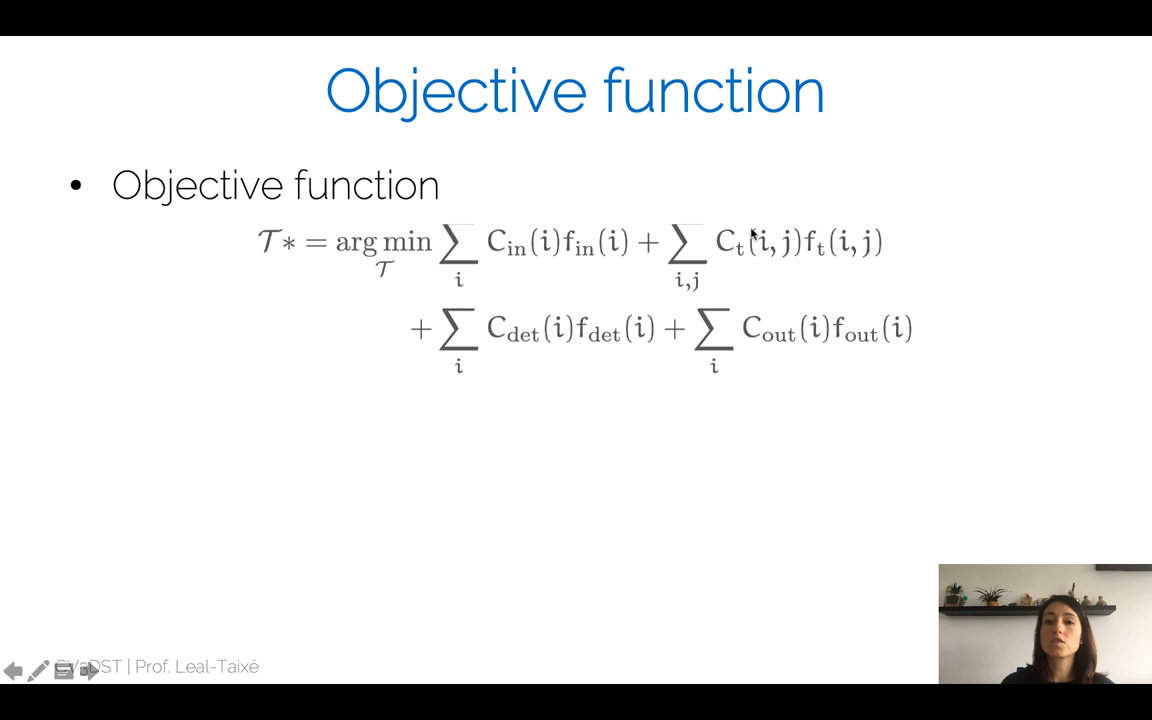 Objective function
• Objective function
𝒯* = arg min_𝒯 ∑_i C_in(i)f_in(i) + ∑_{i,j} C_t(i,j)f_t(i,j)
+ ∑_i C_det(i)f_det(i) + ∑_i C_out(i)f_out(i)
CV3DST | Prof. Leal-Taixé